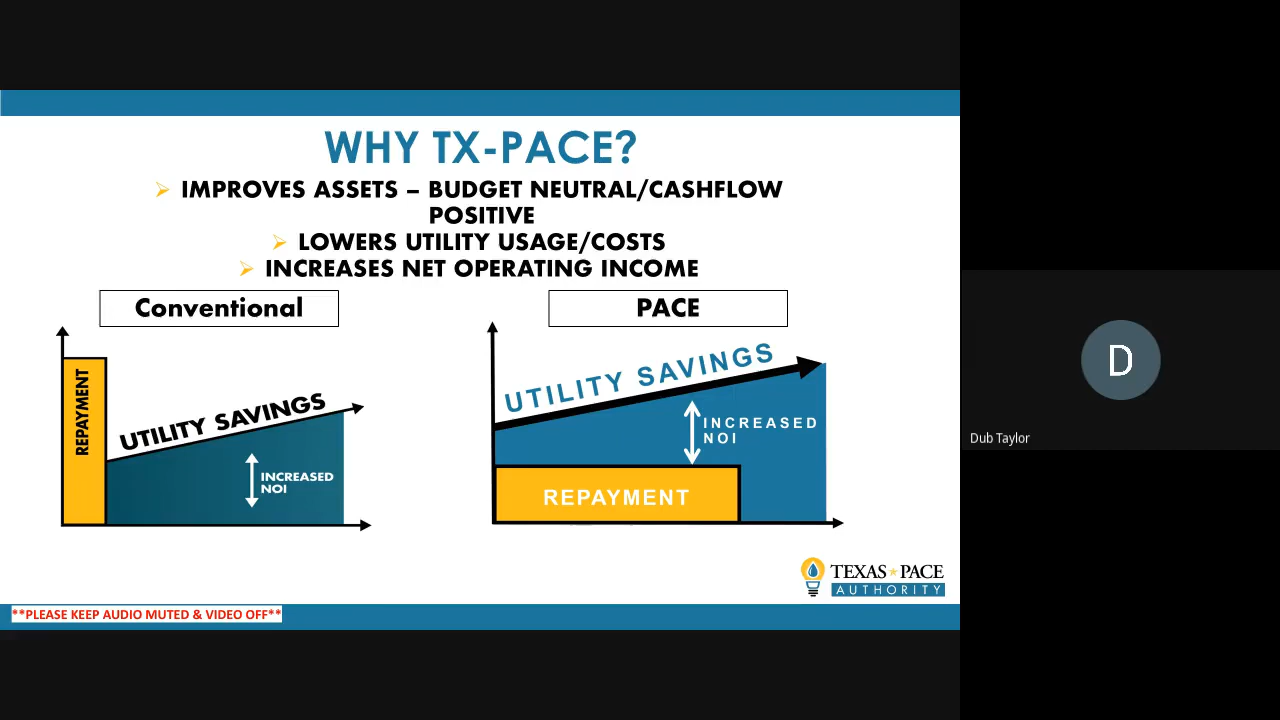 WHY TX-PACE?
IMPROVES ASSETS – BUDGET NEUTRAL/CASHFLOW
POSITIVE
LOWERS UTILITY USAGE/COSTS
INCREASES NET OPERATING INCOME
Conventional
REPAYMENT
UTILITY SAVINGS
INCREASED
NOI
PACE
UTILITY SAVINGS
INCREASED
NOI
REPAYMENT
TEXAS PACE
AUTHORITY
**PLEASE KEEP AUDIO MUTED & VIDEO OFF**
D
Dub Taylor